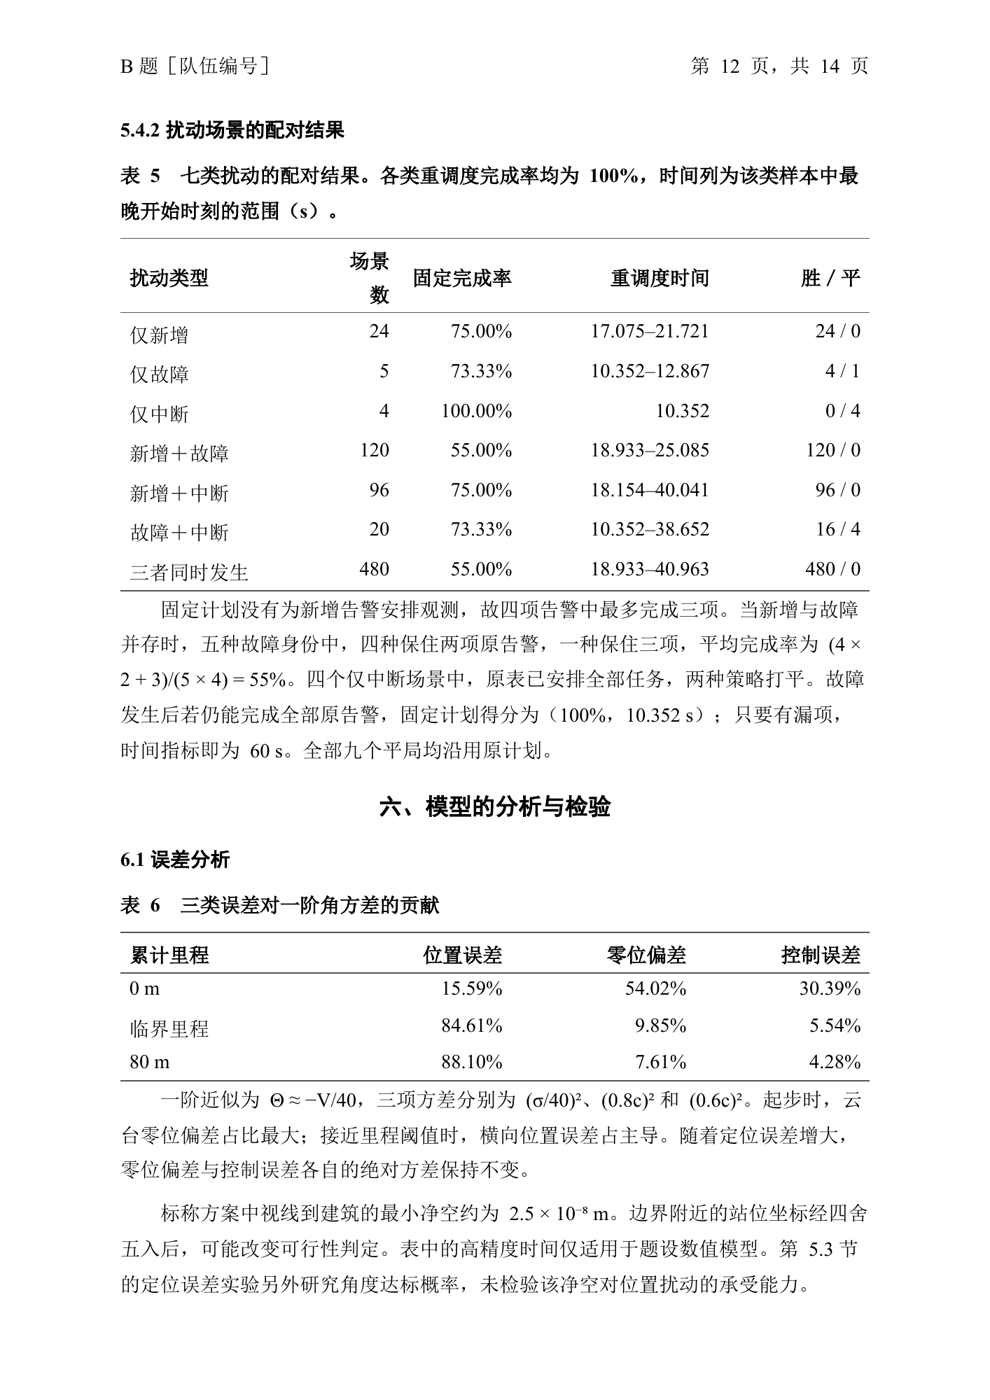 B 题［队伍编号］ 第 12 页，共 14 页
5.4.2 扰动场景的配对结果
表 5 七类扰动的配对结果。各类重调度完成率均为 100%，时间列为该类样本中最
晚开始时刻的范围（s）。
扰动类型 场景数 固定完成率 重调度时间 胜 / 平
仅新增 24 75.00% 17.075–21.721 24 / 0
仅故障 5 73.33% 10.352–12.867 4 / 1
仅中断 4 100.00% 10.352 0 / 4
新增＋故障 120 55.00% 18.933–25.085 120 / 0
新增＋中断 96 75.00% 18.154–40.041 96 / 0
故障＋中断 20 73.33% 10.352–38.652 16 / 4
三者同时发生 480 55.00% 18.933–40.963 480 / 0
固定计划没有为新增告警安排观测，故四项告警中最多完成三项。当新增与故障
并存时，五种故障身份中，四种保住两项原告警，一种保住三项，平均完成率为 (4 ×
2 + 3)/(5 × 4) = 55%。四个仅中断场景中，原表已安排全部任务，两种策略打平。故障
发生后若仍能完成全部原告警，固定计划得分为（100%，10.352 s）；只要有漏项，
时间指标即为 60 s。全部九个平局均沿用原计划。
六、模型的分析与检验
6.1 误差分析
表 6 三类误差对一阶角方差的贡献
累计里程 位置误差 零位偏差 控制误差
0 m 15.59% 54.02% 30.39%
临界里程 84.61% 9.85% 5.54%
80 m 88.10% 7.61% 4.28%
一阶近似为 Θ ≈ −V/40，三项方差分别为 (σ/40)²、(0.8c)² 和 (0.6c)²。起步时，云
台零位偏差占比最大；接近里程阈值时，横向位置误差占主导。随着定位误差增大，
零位偏差与控制误差各自的绝对方差保持不变。
标称方案中视线到建筑的最小净空约为 2.5 × 10⁻⁸ m。边界附近的站位坐标经四舍
五入后，可能改变可行性判定。表中的高精度时间仅适用于题设数值模型。第 5.3 节
的定位误差实验另外研究角度达标概率，未检验该净空对位置扰动的承受能力。